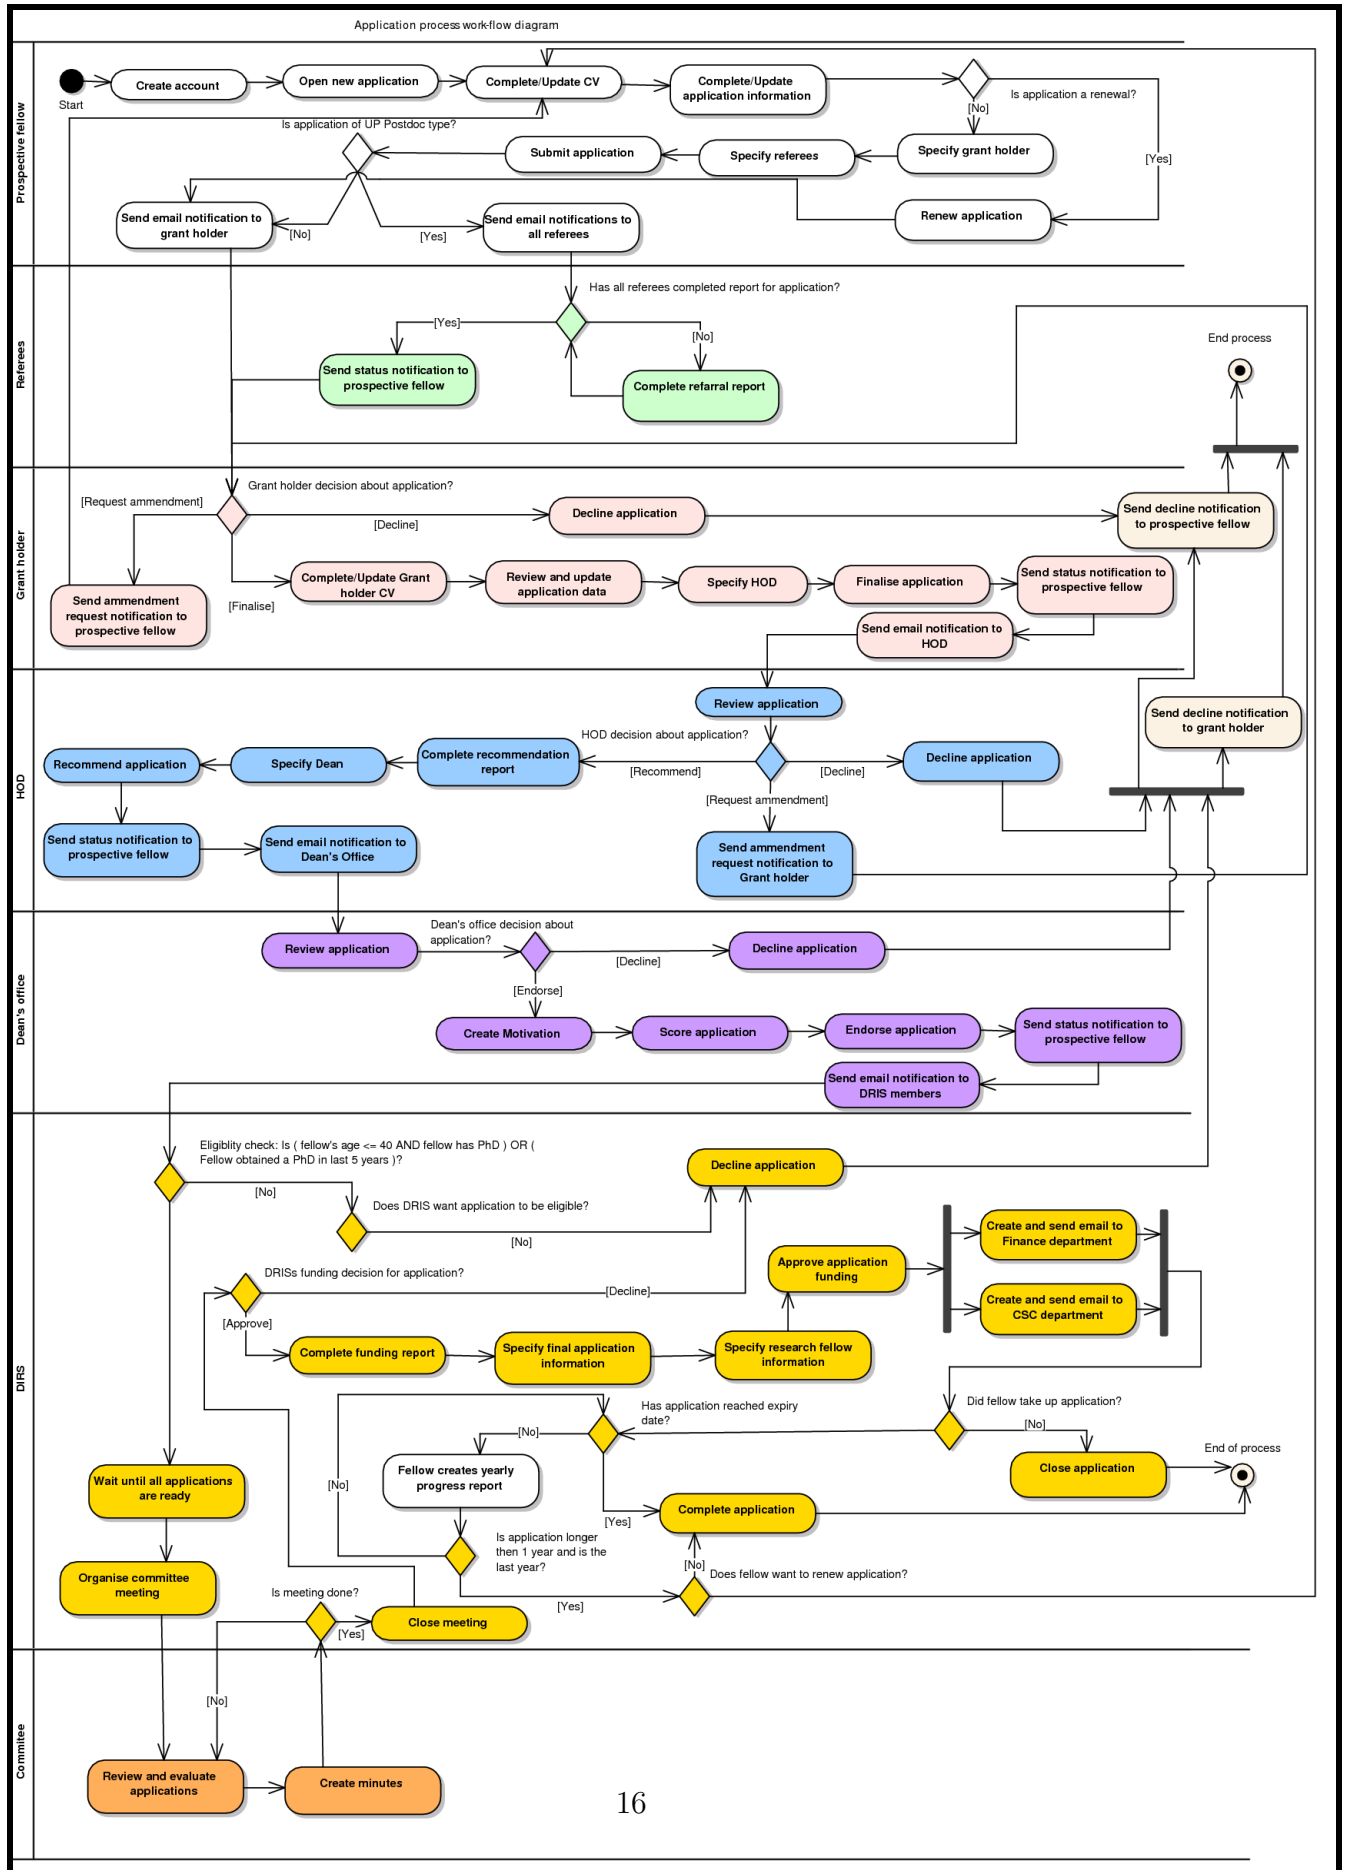 Application process work-flow diagram
Prospective fellow
Start
Create account
Open new application
Complete/Update CV
Complete/Update
application information
Is application a renewal?
[No]
[Yes]
Is application of UP Postdoc type?
Submit application
Specify referees
Specify grant holder
Renew application
Send email notification to
grant holder
[No]
[Yes]
Send email notifications to
all referees
Referees
Has all referees completed report for application?
[Yes]
[No]
Send status notification to
prospective fellow
Complete refarral report
End process
Grant holder
Grant holder decision about application?
[Request ammendment]
[Decline]
Decline application
Send decline notification
to prospective fellow
[Finalise]
Complete/Update Grant
holder CV
Review and update
application data
Specify HOD
Finalise application
Send status notification to
prospective fellow
Send ammendment
request notification to
prospective fellow
Send email notification to
HOD
HOD
Review application
Send decline notification
to grant holder
HOD decision about application?
Recommend application
Specify Dean
Complete recommendation
report
[Recommend]
[Decline]
Decline application
[Request ammendment]
Send status notification to
prospective fellow
Send email notification to
Dean's Office
Send ammendment
request notification to
Grant holder
Dean's office
Review application
Dean's office decision about
application?
[Decline]
Decline application
[Endorse]
Create Motivation
Score application
Endorse application
Send status notification to
prospective fellow
Send email notification to
DRIS members
DIRS
Eligiblity check: Is ( fellow's age <= 40 AND fellow has PhD ) OR (
Fellow obtained a PhD in last 5 years )?
[No]
Does DRIS want application to be eligible?
[No]
Decline application
DRISs funding decision for application?
[Decline]
[Approve]
Complete funding report
Specify final application
information
Specify research fellow
information
Approve application
funding
Create and send email to
Finance department
Create and send email to
CSC department
Did fellow take up application?
[No]
Close application
End of process
Has application reached expiry
date?
[No]
Fellow creates yearly
progress report
[No]
[Yes]
Complete application
Is application longer
then 1 year and is the
last year?
[Yes]
[No]
Does fellow want to renew application?
Wait until all applications
are ready
Organise committee
meeting
Is meeting done?
[Yes]
Close meeting
[No]
Commitee
Review and evaluate
applications
Create minutes
16